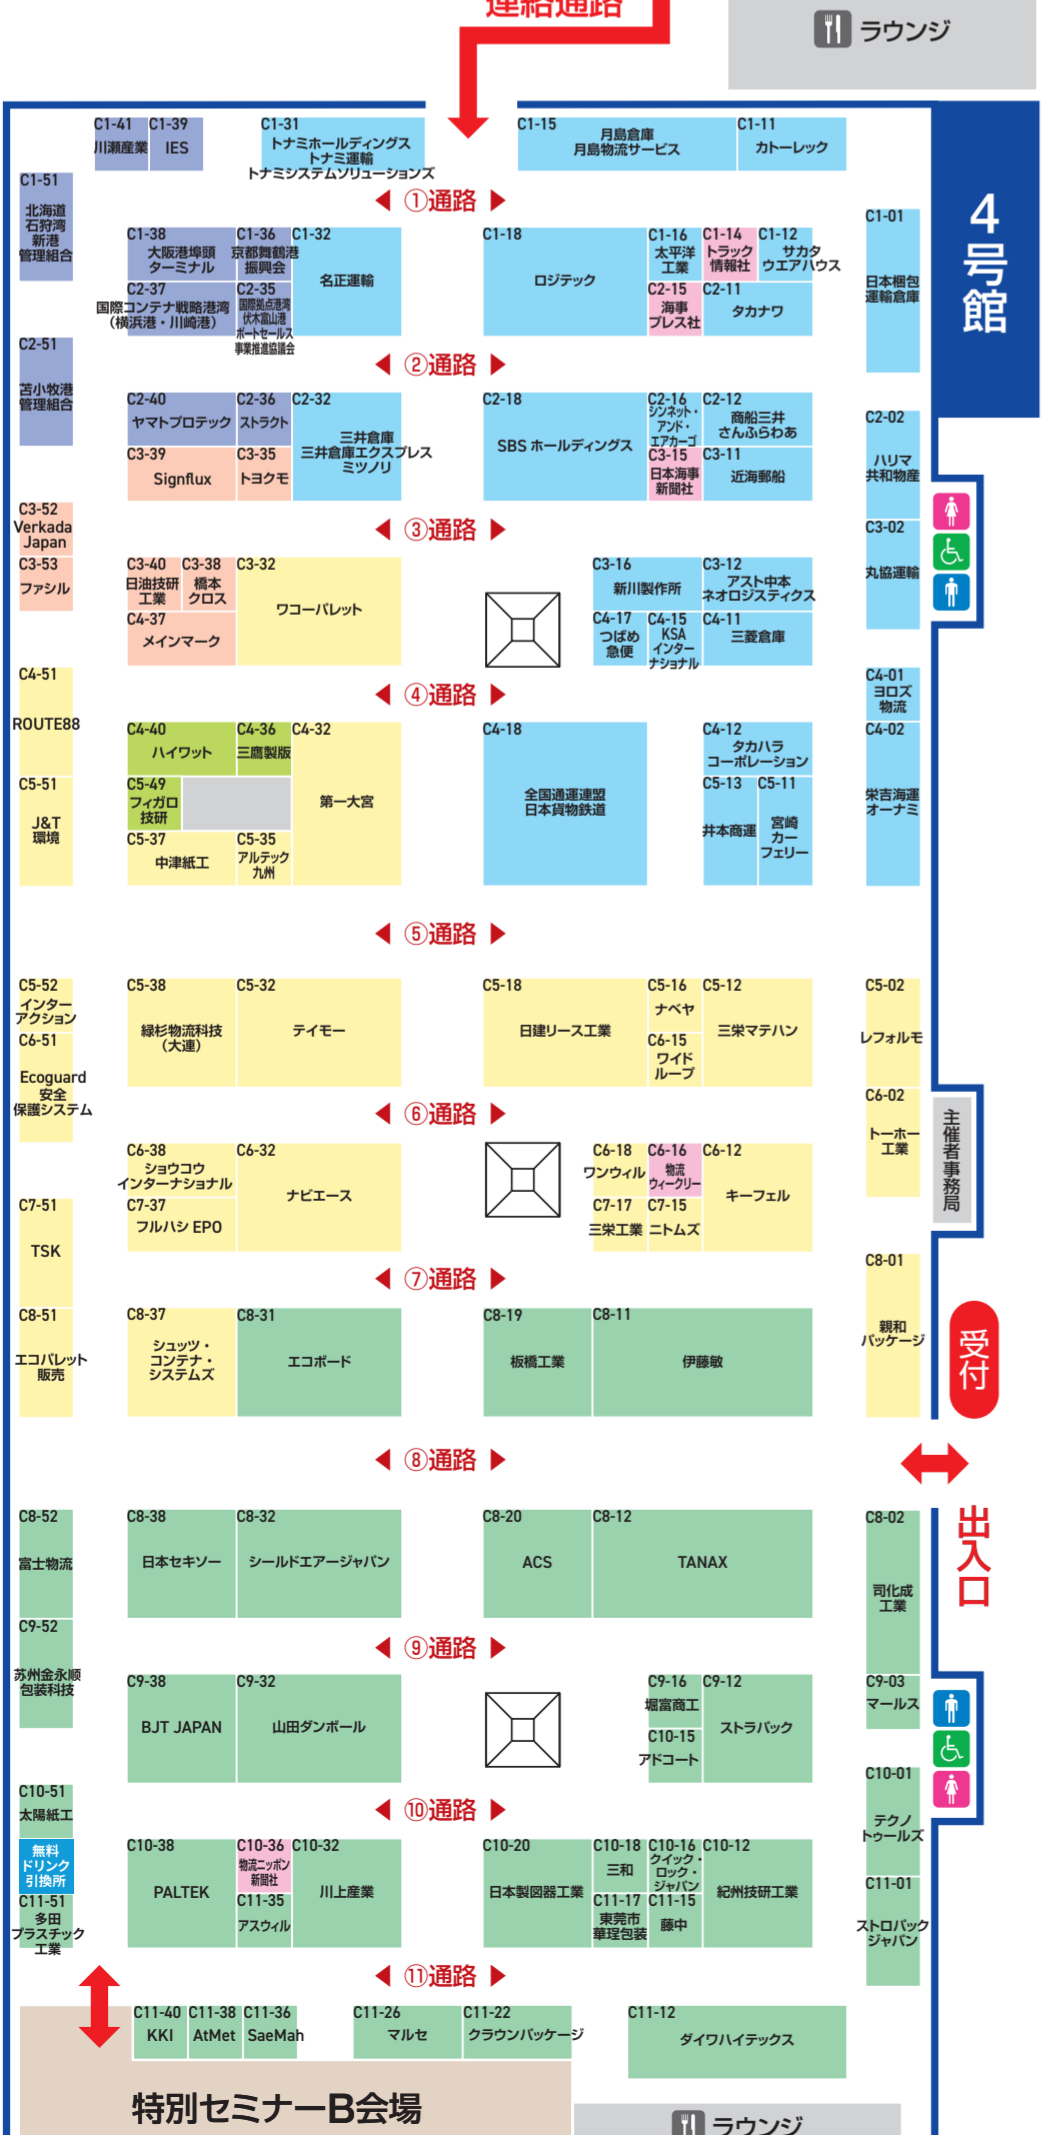 連給通路
ラウンジ
4号館
C1-41
川瀬産業
C1-39
IES
C1-31
トナミホールディングス
トナミ運輸
トナミシステムソリューションズ
C1-15
月島倉庫
月島物流サービス
C1-11
カトーレック
C1-51
北海道
石狩湾
新港
管理組合
①通路
C1-01
日本梱包
運輸倉庫
C1-38
大阪港埠頭
ターミナル
C1-36
京都舞鶴港
振興会
C1-32
名正運輸
C2-37
国際コンテナ戦略港湾
(横浜港・川崎港)
C2-35
国際拠点港湾
伏木富山港
ポートセールス
事業推進協議会
C1-18
ロジテック
C1-16
太平洋
工業
C1-14
トラック
情報社
C1-12
サカタ
ウエアハウス
C2-15
海事
プレス社
C2-11
タカナワ
C2-51
苫小牧港
管理組合
②通路
C2-40
ヤマトプロテック
C2-36
ストラクト
C2-32
三井倉庫
三井倉庫エクスプレス
ミツノリ
C3-39
Signflux
C3-35
トヨクモ
C2-18
SBS ホールディングス
C2-16
シンネット・
アンド・
エアカーゴ
C2-12
商船三井
さんふらわあ
C3-15
日本海事
新聞社
C3-11
近海郵船
C2-02
ハリマ
共和物産
C3-52
Verkada
Japan
③通路
C3-02
丸協運輸
C3-53
ファシル
C3-40
日油技研
工業
C3-38
橋本
クロス
C3-32
ワコーパレット
C4-37
メインマーク
C3-16
新川製作所
C3-12
アスト中本
ネオロジスティクス
C4-17
つばめ
急便
C4-15
KSA
インター
ナショナル
C4-11
三菱倉庫
C4-51
ROUTE88
④通路
C4-01
ヨロズ
物流
C4-40
ハイワット
C4-36
三鷹製版
C4-32
第一大宮
C5-49
フィガロ
技研
C5-37
中津紙工
C5-35
アルテック
九州
C4-18
全国通運連盟
日本貨物鉄道
C4-12
タカハラ
コーポレーション
C5-13
井本商運
C5-11
宮崎
カー
フェリー
C4-02
栄吉海運
オーナミ
C5-51
J&T
環境
⑤通路
C5-52
インター
アクション
C5-38
緑杉物流科技
(大連)
C5-32
テイモー
C5-18
日建リース工業
C5-16
ナベヤ
C5-12
三栄マテハン
C6-15
ワイド
ループ
C5-02
レフォルモ
C6-51
Ecoguard
安全
保護システム
⑥通路
C6-02
トーホー
工業
主催者事務局
C6-38
ショウコウ
インターナショナル
C6-32
ナビエース
C7-37
フルハシ EPO
C6-18
ワンウィル
C6-16
物流
ウィークリー
C6-12
キーフェル
C7-17
三栄工業
C7-15
ニトムズ
C7-51
TSK
⑦通路
C8-01
親和
パッケージ
受付
C8-51
エコパレット
販売
C8-37
シュッツ・
コンテナ・
システムズ
C8-31
エコボード
C8-19
板橋工業
C8-11
伊藤敏
⑧通路
出入口
C8-52
富士物流
C8-38
日本セキソー
C8-32
シールドエアージャパン
C8-20
ACS
C8-12
TANAX
C8-02
司化成
工業
⑨通路
C9-52
苏州金永顺
包装科技
C9-38
BJT JAPAN
C9-32
山田ダンボール
C9-16
堀富商工
C9-12
ストラパック
C10-15
アドコート
C9-03
マールス
C10-51
太陽紙工
⑩通路
C10-01
テクノ
トゥールズ
無料
ドリンク
引換所
C10-38
PALTEK
C10-36
物流ニッポン
新聞社
C10-32
川上産業
C11-35
アスウィル
C10-20
日本製図器工業
C10-18
三和
C10-16
クイック・
ロック・
ジャパン
C10-12
紀州技研工業
C11-17
東莞市
華珵包装
C11-15
藤中
C11-01
ストロパック
ジャパン
C11-51
多田
プラスチック
工業
⑪通路
C11-40
KKI
C11-38
AtMet
C11-36
SaeMah
C11-26
マルセ
C11-22
クラウンパッケージ
C11-12
ダイワハイテックス
特別セミナーB会場
ラウンジ